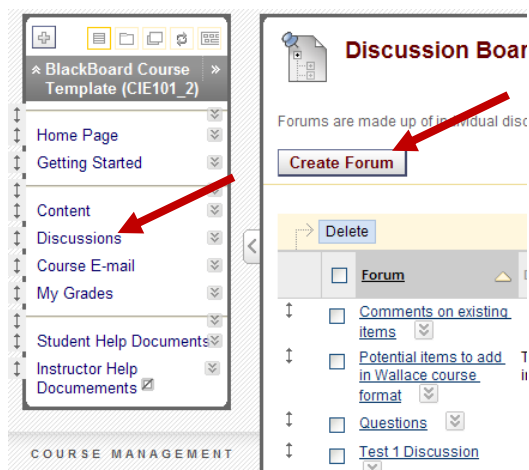 BlackBoard Course
Template (CIE101_2)
Home Page
Getting Started
Content
Discussions
Course E-mail
My Grades
Student Help Documents
Instructor Help
Documements
COURSE MANAGEMENT
Discussion Boar
Forums are made up of individual disc
Create Forum
Delete
Forum
Comments on existing
items
Potential items to add
in Wallace course
format
Questions
Test 1 Discussion